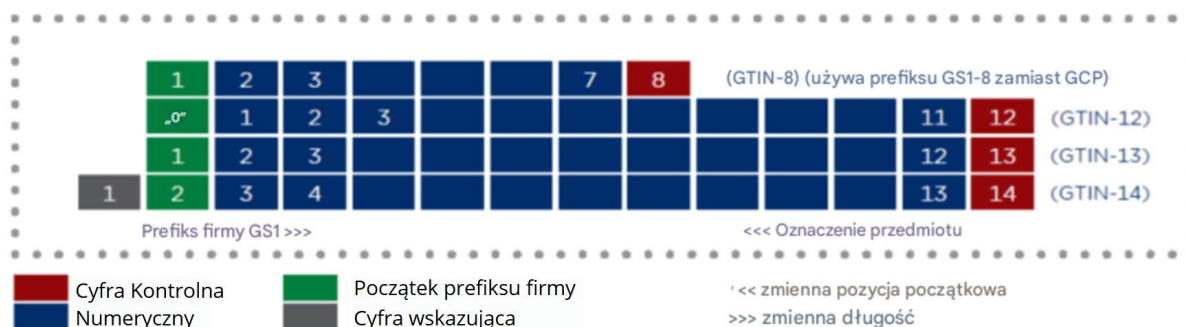 1 2 3 7 8 (GTIN-8) (używa prefiksu GS1-8 zamiast GCP)
„0” 1 2 3 11 12 (GTIN-12)
1 2 3 12 13 (GTIN-13)
1 2 3 4 13 14 (GTIN-14)
Prefiks firmy GS1 >>> <<< Oznaczenie przedmiotu
Cyfra Kontrolna Początek prefiksu firmy ' << zmienna pozycja początkowa
Numeryczny Cyfra wskazująca >>> zmienna długość